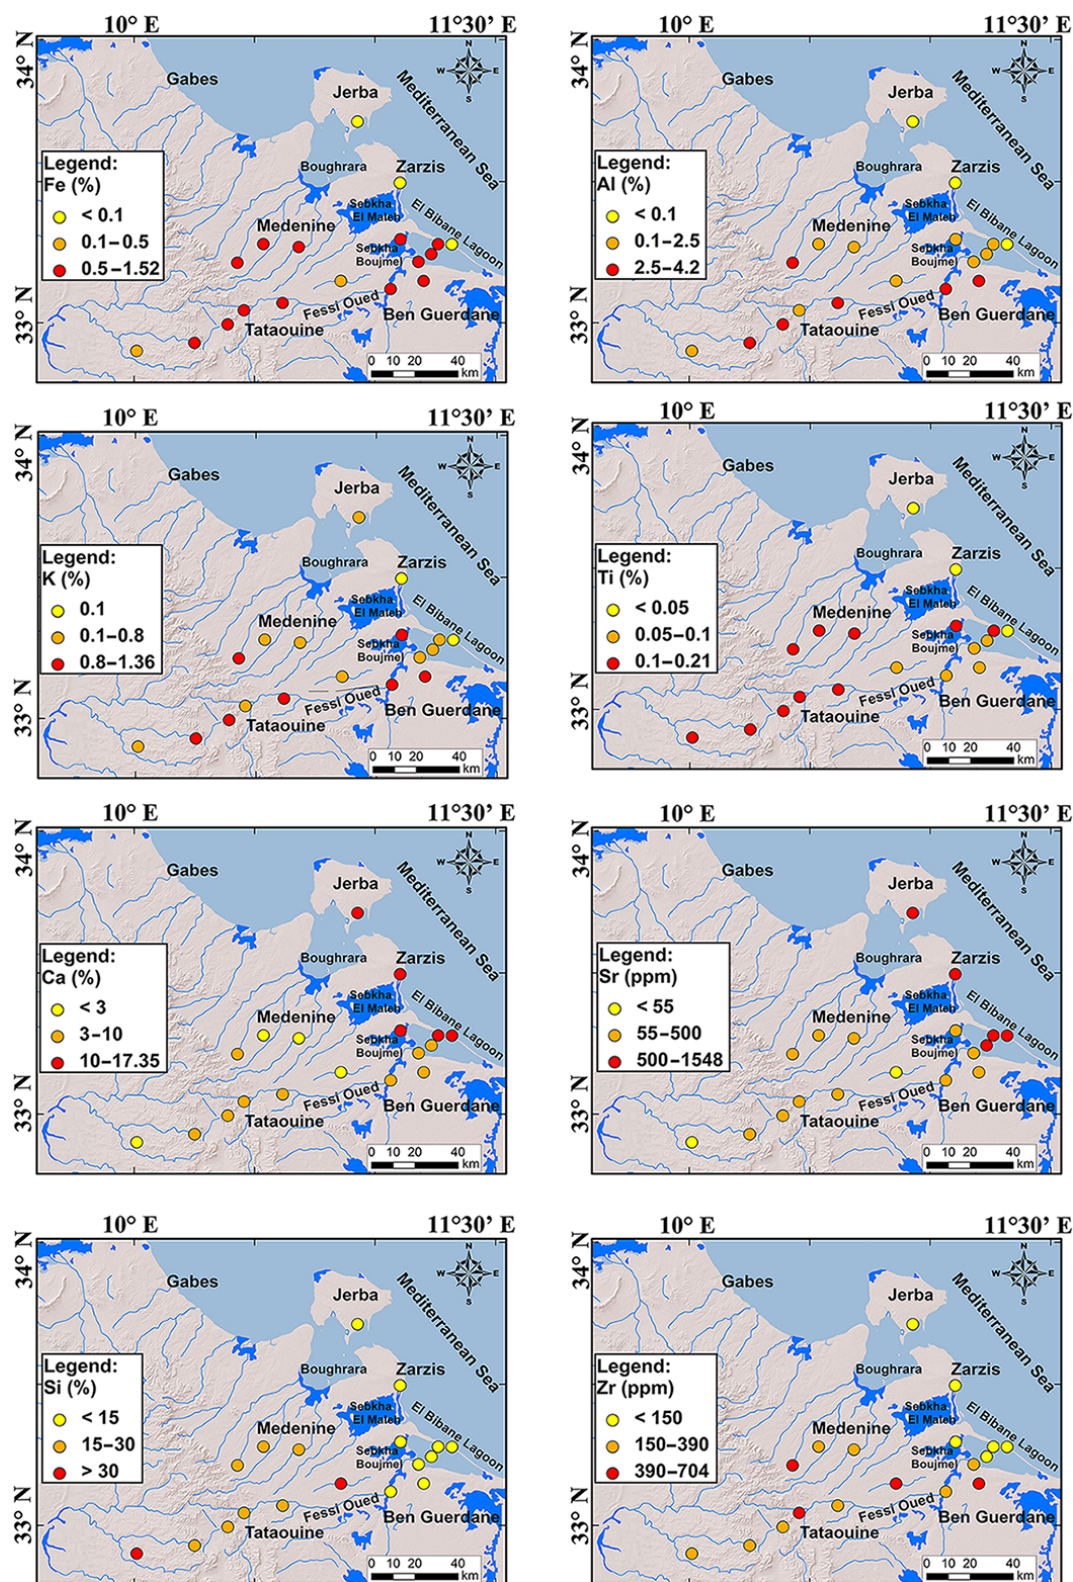 10° E 11°30’ E
34° N
Gabes
Jerba
Mediterranean Sea
N
W E
S
Boughrara
Zarzis
Sebkha
El Maleh
El Bibane Lagoon
Medenine
Sebkha
Boujmel
Fessi Oued
Ben Guerdane
Tataouine
33° N
Legend:
Fe (%)
< 0.1
0.1–0.5
0.5–1.52
0 10 20 40
km
10° E 11°30’ E
34° N
Gabes
Jerba
Mediterranean Sea
N
W E
S
Boughrara
Zarzis
Sebkha
El Maleh
El Bibane Lagoon
Medenine
Sebkha
Boujmel
Fessi Oued
Ben Guerdane
Tataouine
33° N
Legend:
Al (%)
< 0.1
0.1–2.5
2.5–4.2
0 10 20 40
km
10° E 11°30’ E
34° N
Gabes
Jerba
Mediterranean Sea
N
W E
S
Boughrara
Zarzis
Sebkha
El Maleh
El Bibane Lagoon
Medenine
Sebkha
Boujmel
Fessi Oued
Ben Guerdane
Tataouine
33° N
Legend:
K (%)
0.1
0.1–0.8
0.8–1.36
0 10 20 40
km
10° E 11°30’ E
34° N
Gabes
Jerba
Mediterranean Sea
N
W E
S
Boughrara
Zarzis
Sebkha
El Maleh
El Bibane Lagoon
Medenine
Sebkha
Boujmel
Fessi Oued
Ben Guerdane
Tataouine
33° N
Legend:
Ti (%)
< 0.05
0.05–0.1
0.1–0.21
0 10 20 40
km
10° E 11°30’ E
34° N
Gabes
Jerba
Mediterranean Sea
N
W E
S
Boughrara
Zarzis
Sebkha
El Maleh
El Bibane Lagoon
Medenine
Sebkha
Boujmel
Fessi Oued
Ben Guerdane
Tataouine
33° N
Legend:
Ca (%)
< 3
3–10
10–17.35
0 10 20 40
km
10° E 11°30’ E
34° N
Gabes
Jerba
Mediterranean Sea
N
W E
S
Boughrara
Zarzis
Sebkha
El Maleh
El Bibane Lagoon
Medenine
Sebkha
Boujmel
Fessi Oued
Ben Guerdane
Tataouine
33° N
Legend:
Sr (ppm)
< 55
55–500
500–1548
0 10 20 40
km
10° E 11°30’ E
34° N
Gabes
Jerba
Mediterranean Sea
N
W E
S
Boughrara
Zarzis
Sebkha
El Maleh
El Bibane Lagoon
Medenine
Sebkha
Boujmel
Fessi Oued
Ben Guerdane
Tataouine
33° N
Legend:
Si (%)
< 15
15–30
> 30
0 10 20 40
km
10° E 11°30’ E
34° N
Gabes
Jerba
Mediterranean Sea
N
W E
S
Boughrara
Zarzis
Sebkha
El Maleh
El Bibane Lagoon
Medenine
Sebkha
Boujmel
Fessi Oued
Ben Guerdane
Tataouine
33° N
Legend:
Zr (ppm)
< 150
150–390
390–704
0 10 20 40
km